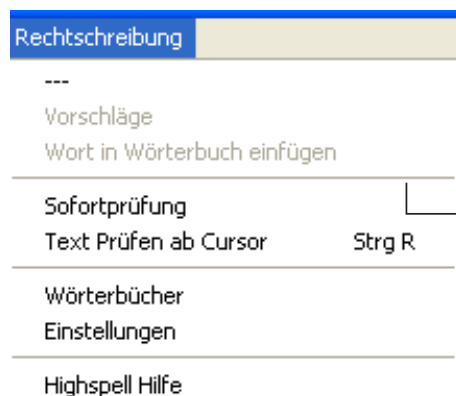 Rechtschreibung
---
Vorschläge
Wort in Wörterbuch einfügen
Sofortprüfung
Text Prüfen ab Cursor Strg R
Wörterbücher
Einstellungen
Highspell Hilfe